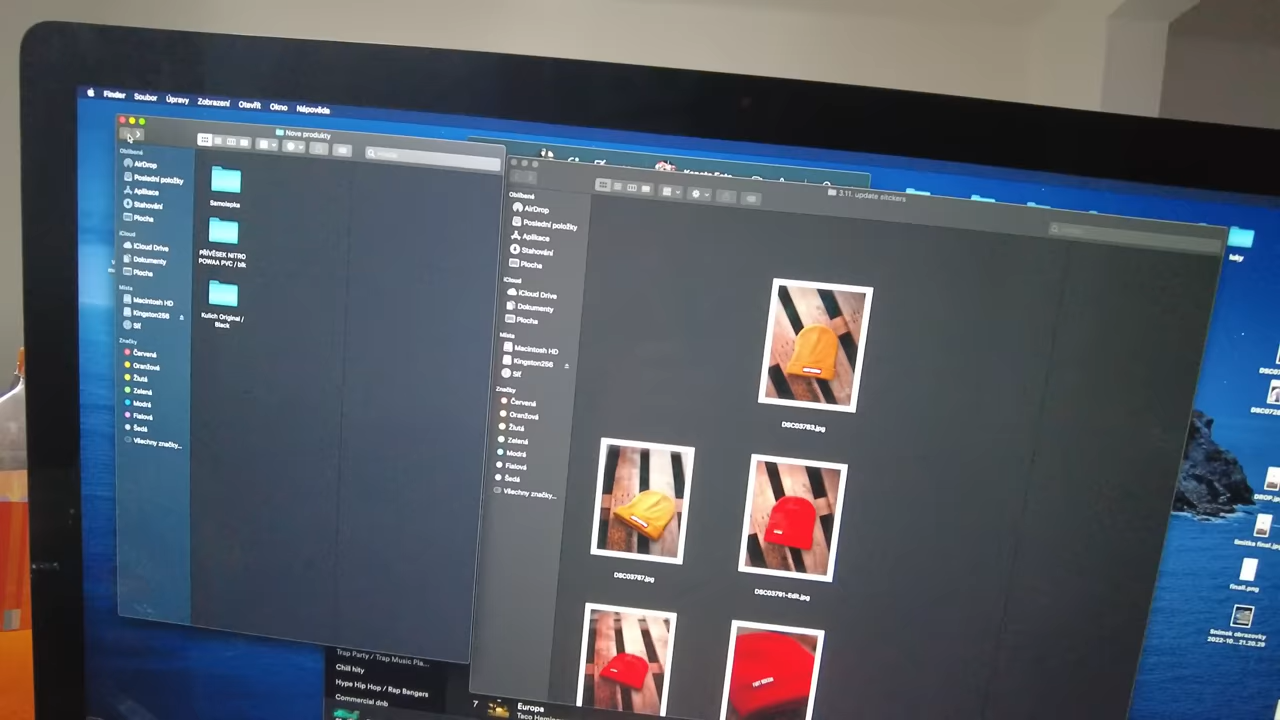 Finder Soubor Úpravy Zobrazení Otevřít Okno Nápověda
Nove produkty
Oblíbené
AirDrop
Poslední položky
Aplikace
Stahování
Plocha
iCloud
iCloud Drive
Dokumenty
Plocha
Místa
Macintosh HD
Kingston256
Síť
Značky
Červená
Oranžová
Žlutá
Zelená
Modrá
Fialová
Šedá
Všechny značky...
Samolepka
PŘÍVĚSEK NITRO
POWAA PVC / blk
Kulich Original /
Black
3.11. update sitckers
Oblíbené
AirDrop
Poslední položky
Aplikace
Stahování
Plocha
iCloud
iCloud Drive
Dokumenty
Plocha
Místa
Macintosh HD
Kingston256
Síť
Značky
Červená
Oranžová
Žlutá
Zelená
Modrá
Fialová
Šedá
Všechny značky...
DSC03783.jpg
DSC03787.jpg
DSC03791-Edit.jpg
luky
final.png
Snímek obrazovky
Trap Party / Trap Music Pla...
Chill hity
Hype Hip Hop / Rap Bangers
Commercial dnb
7
Europa